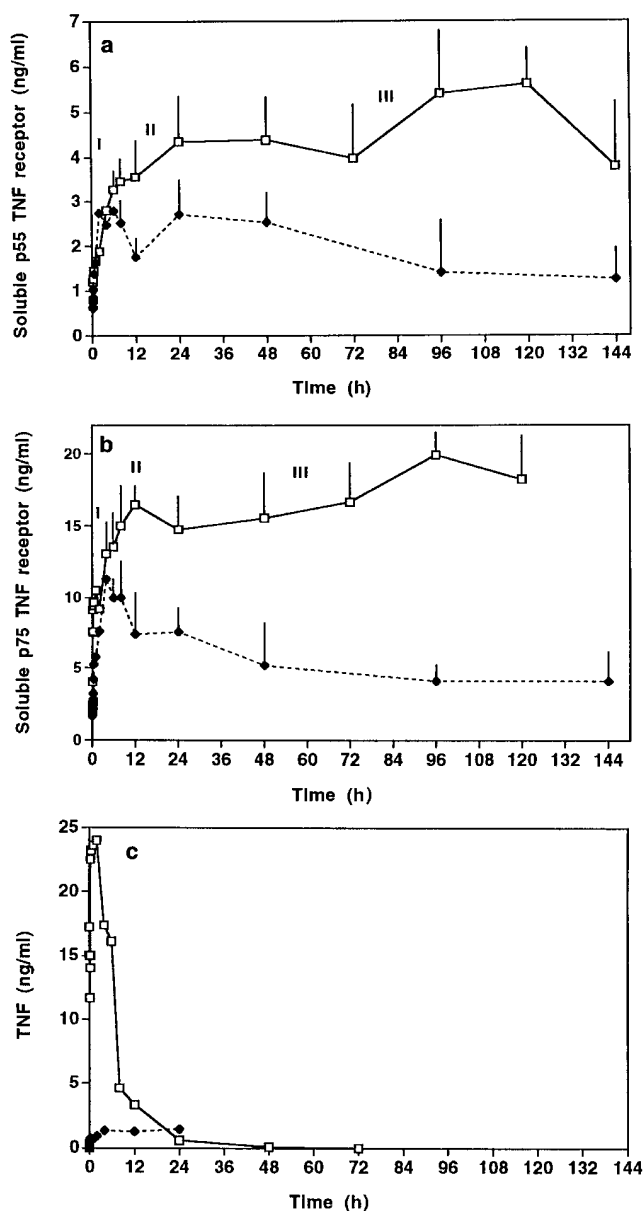 a
Soluble p55 TNF receptor (ng/ml)
7
6
5
4
3
2
1
0
I
II
III
0 12 24 36 48 60 72 84 96 108 120 132 144
Time (h)
b
Soluble p75 TNF receptor (ng/ml)
20
15
10
5
0
I
II
III
0 12 24 36 48 60 72 84 96 108 120 132 144
Time (h)
c
TNF (ng/ml)
25
20
15
10
5
0
0 12 24 36 48 60 72 84 96 108 120 132 144
Time (h)